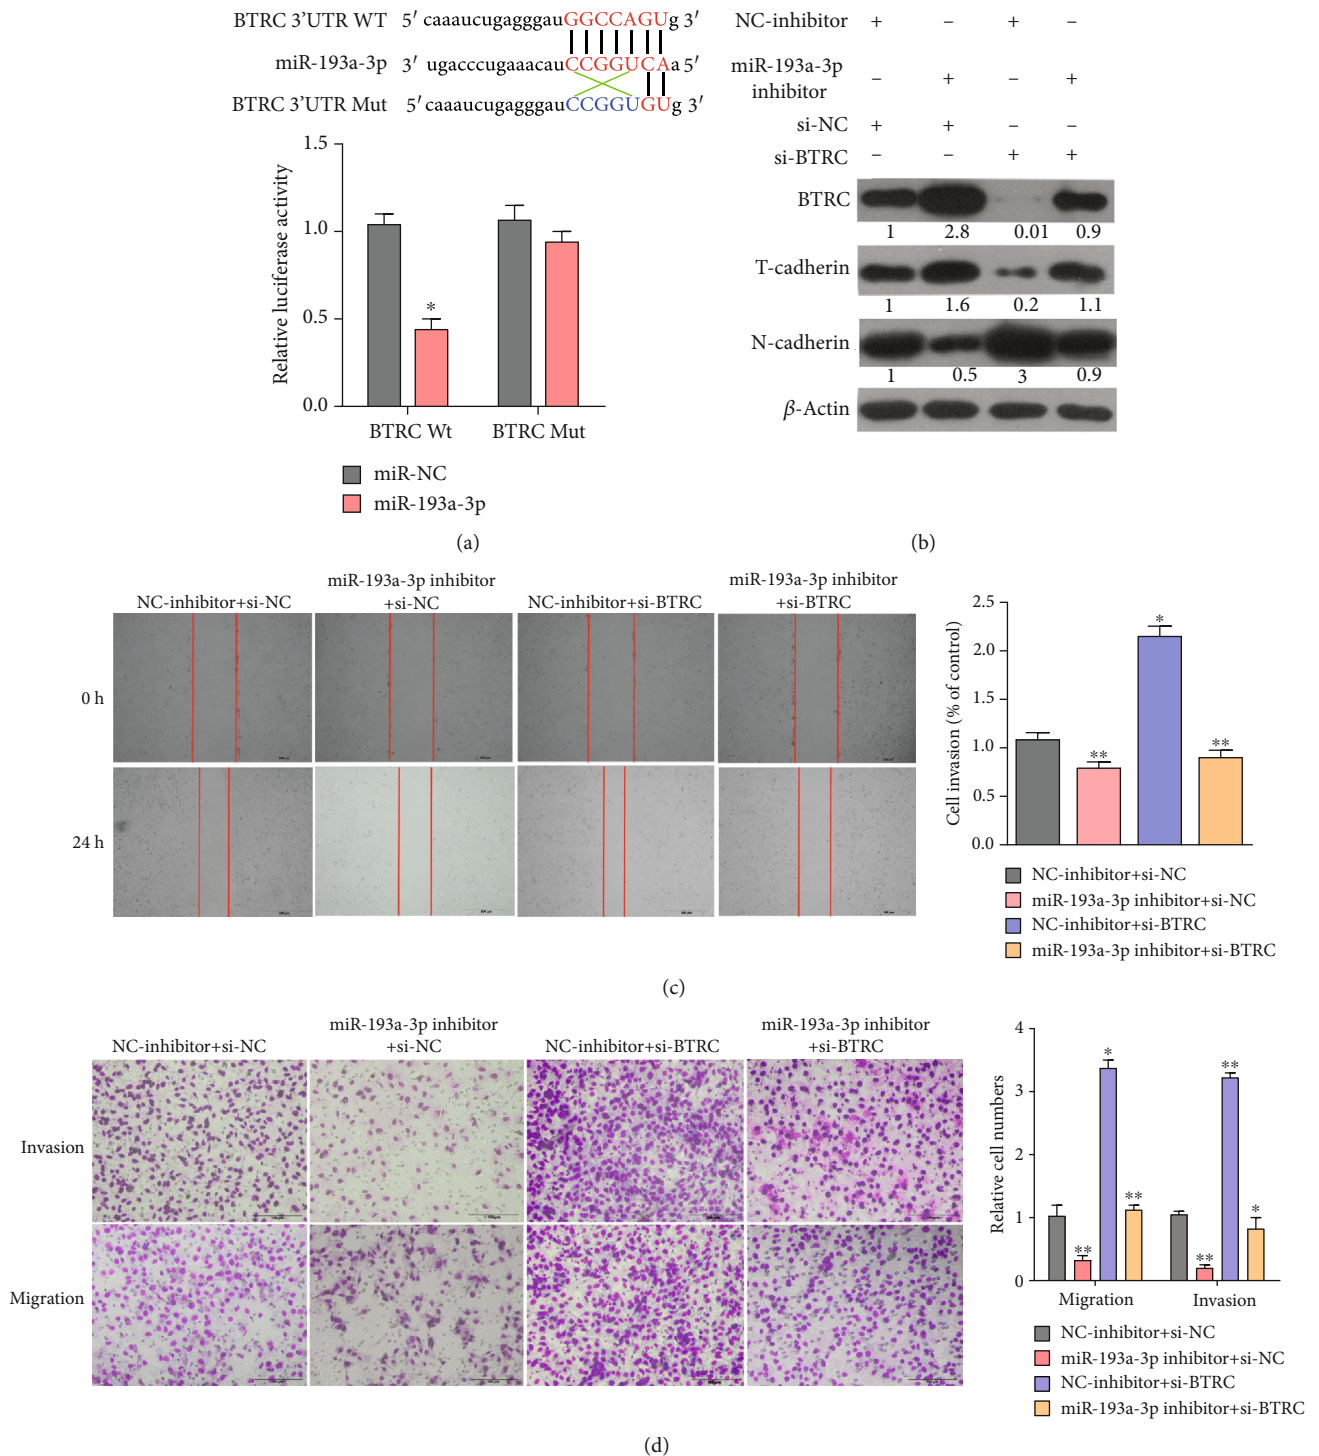 BTRC 3'UTR WT 5' caaaucugagggauGGCCAGUg 3'
miR-193a-3p 3' ugacccugaaacauCCGGUCAa 5'
BTRC 3'UTR Mut 5' caaaucugagggauCCGGUGUg 3'
Relative luciferase activity
1.5
1.0
0.5
0.0
*
BTRC Wt BTRC Mut
miR-NC
miR-193a-3p
(a)
NC-inhibitor + – + –
miR-193a-3p
inhibitor – + – +
si-NC + + – –
si-BTRC – – + +
BTRC
1 2.8 0.01 0.9
T-cadherin
1 1.6 0.2 1.1
N-cadherin
1 0.5 3 0.9
β-Actin
(b)
NC-inhibitor+si-NC
miR-193a-3p inhibitor
+si-NC
NC-inhibitor+si-BTRC
miR-193a-3p inhibitor
+si-BTRC
0 h
24 h
Cell invasion (% of control)
2.5
2.0
1.5
1.0
0.5
0.0
** * **
NC-inhibitor+si-NC
miR-193a-3p inhibitor+si-NC
NC-inhibitor+si-BTRC
miR-193a-3p inhibitor+si-BTRC
(c)
NC-inhibitor+si-NC
miR-193a-3p inhibitor
+si-NC
NC-inhibitor+si-BTRC
miR-193a-3p inhibitor
+si-BTRC
Invasion
Migration
Relative cell numbers
4
3
2
1
0
** * ** ** ** *
Migration Invasion
NC-inhibitor+si-NC
miR-193a-3p inhibitor+si-NC
NC-inhibitor+si-BTRC
miR-193a-3p inhibitor+si-BTRC
(d)